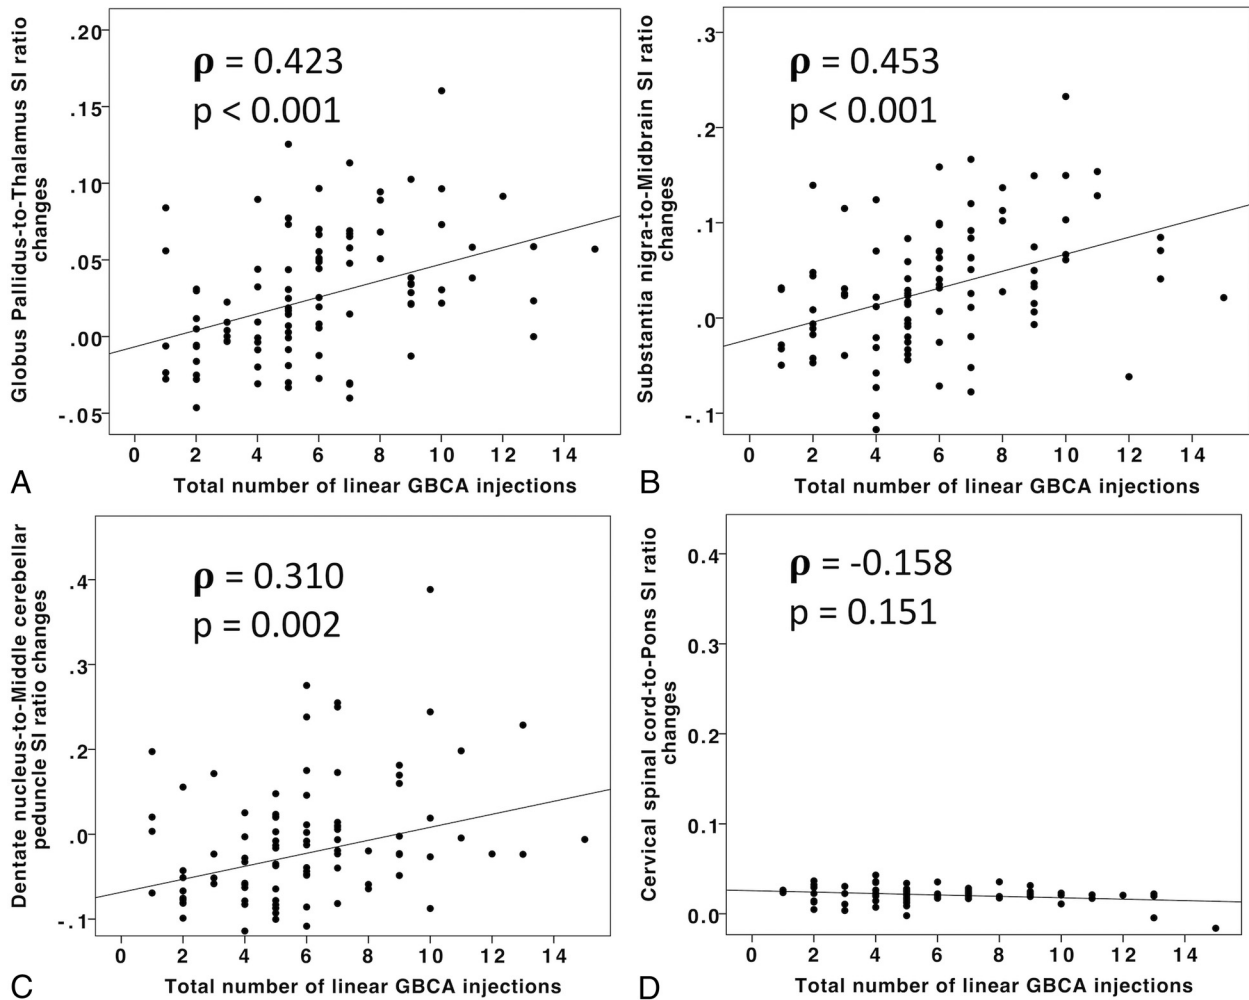 Globus Pallidus-to-Thalamus SI ratio
changes
.20
.15
.10
.05
.00
-.05
ρ = 0.423
p < 0.001
0 2 4 6 8 10 12 14
Total number of linear GBCA injections
A
Substantia nigra-to-Midbrain SI ratio
changes
.3
.2
.1
.0
-.1
ρ = 0.453
p < 0.001
0 2 4 6 8 10 12 14
Total number of linear GBCA injections
B
Dentate nucleus-to-Middle cerebellar
peduncle SI ratio changes
.4
.3
.2
.0
-.1
ρ = 0.310
p = 0.002
0 2 4 6 8 10 12 14
Total number of linear GBCA injections
C
Cervical spinal cord-to-Pons SI ratio
changes
0.4
0.3
0.2
0.1
0.0
ρ = -0.158
p = 0.151
0 2 4 6 8 10 12 14
Total number of linear GBCA injections
D